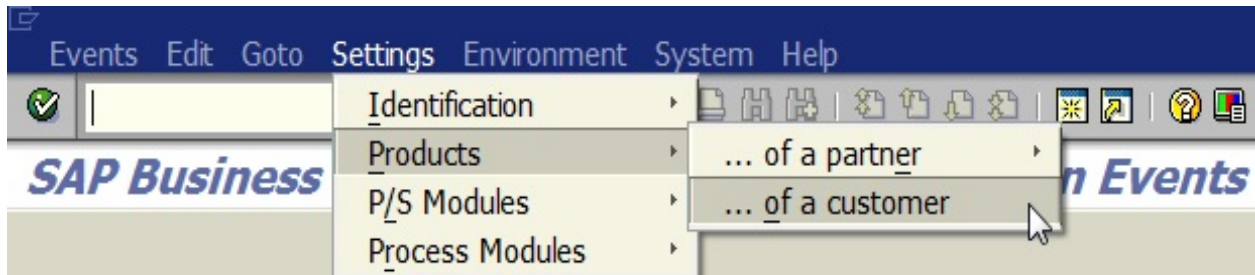 Events Edit Goto Settings Environment System Help
Identification
Products ... of a partner
SAP Business n Events
P/S Modules ... of a customer
Process Modules